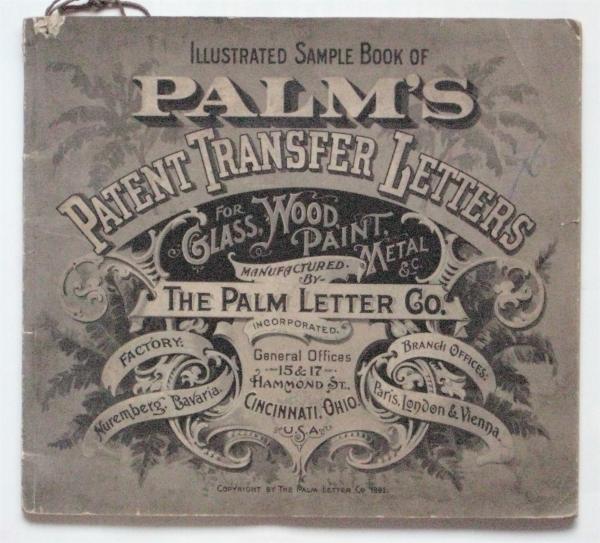 ILLUSTRATED SAMPLE BOOK OF
PALM'S
PATENT TRANSFER LETTERS
FOR
GLASS, WOOD
PAINT,
METAL
&C
MANUFACTURED
BY
THE PALM LETTER CO.
INCORPORATED.
FACTORY:
Nuremberg, Bavaria.
General Offices
15 & 17
HAMMOND ST.
CINCINNATI, OHIO.
U.S.A.
BRANCH OFFICES:
Paris, London & Vienna.
COPYRIGHT BY THE PALM LETTER CO